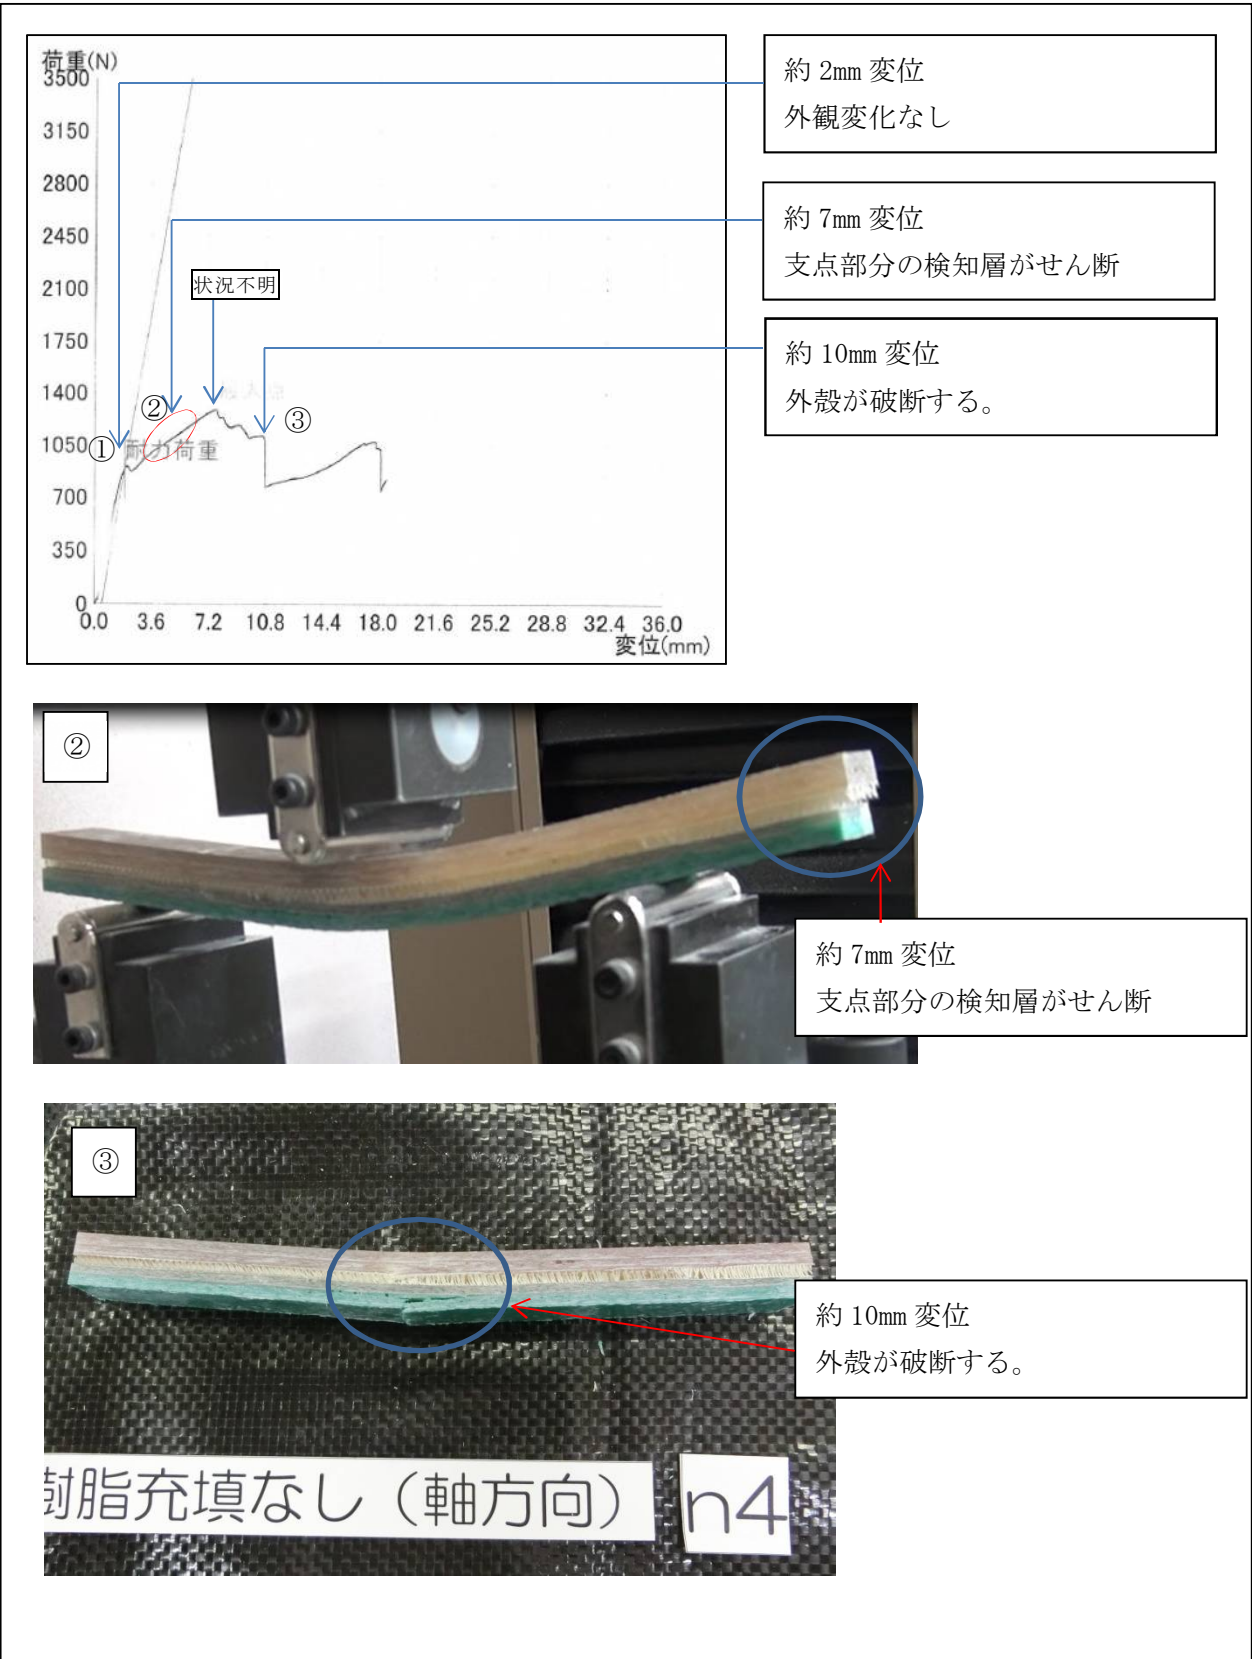 荷重(N)
3500
3150
2800
2450
2100
1750
1400
1050
700
350
0
0.0 3.6 7.2 10.8 14.4 18.0 21.6 25.2 28.8 32.4 36.0
変位(mm)
状況不明
①
②
③
耐力荷重
約 2mm 変位
外観変化なし
約 7mm 変位
支点部分の検知層がせん断
約 10mm 変位
外殻が破断する。
②
約 7mm 変位
支点部分の検知層がせん断
③
約 10mm 変位
外殻が破断する。
樹脂充填なし（軸方向） n4